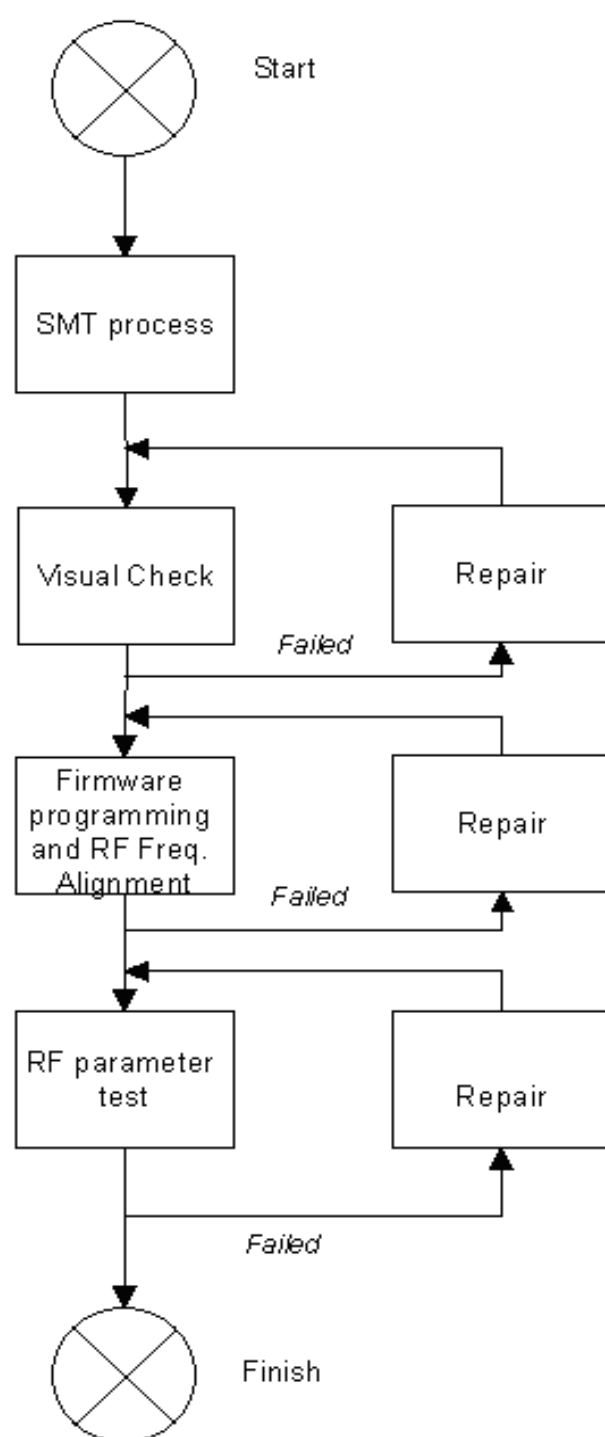 Start
SMT process
Visual Check
Repair
Failed
Firmware
programming
and RF Freq.
Alignment
Repair
Failed
RF parameter
test
Repair
Failed
Finish